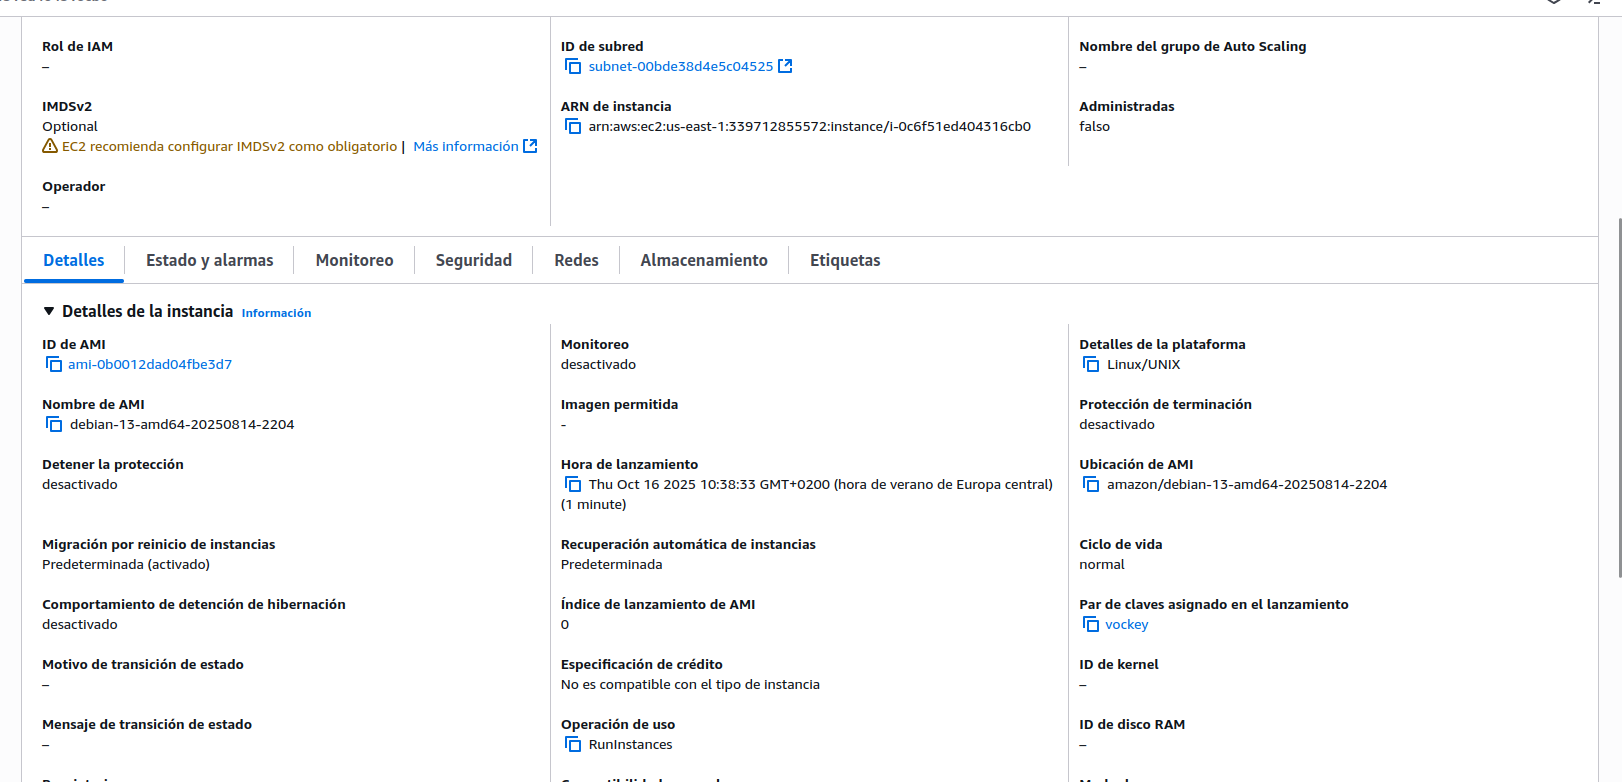 Rol de IAM
–
IMDSv2
Optional
EC2 recomienda configurar IMDSv2 como obligatorio | Más información
Operador
–
ID de subred
subnet-00bde38d4e5c04525
ARN de instancia
arn:aws:ec2:us-east-1:339712855572:instance/i-0c6f51ed404316cb0
Nombre del grupo de Auto Scaling
–
Administradas
falso
Detalles
Estado y alarmas
Monitoreo
Seguridad
Redes
Almacenamiento
Etiquetas
Detalles de la instancia Información
ID de AMI
ami-0b0012dad04fbe3d7
Monitoreo
desactivado
Detalles de la plataforma
Linux/UNIX
Nombre de AMI
debian-13-amd64-20250814-2204
Imagen permitida
-
Protección de terminación
desactivado
Detener la protección
desactivado
Hora de lanzamiento
Thu Oct 16 2025 10:38:33 GMT+0200 (hora de verano de Europa central)
(1 minute)
Ubicación de AMI
amazon/debian-13-amd64-20250814-2204
Migración por reinicio de instancias
Predeterminada (activado)
Recuperación automática de instancias
Predeterminada
Ciclo de vida
normal
Comportamiento de detención de hibernación
desactivado
Índice de lanzamiento de AMI
0
Par de claves asignado en el lanzamiento
vockey
Motivo de transición de estado
–
Especificación de crédito
No es compatible con el tipo de instancia
ID de kernel
–
Mensaje de transición de estado
–
Operación de uso
RunInstances
ID de disco RAM
–